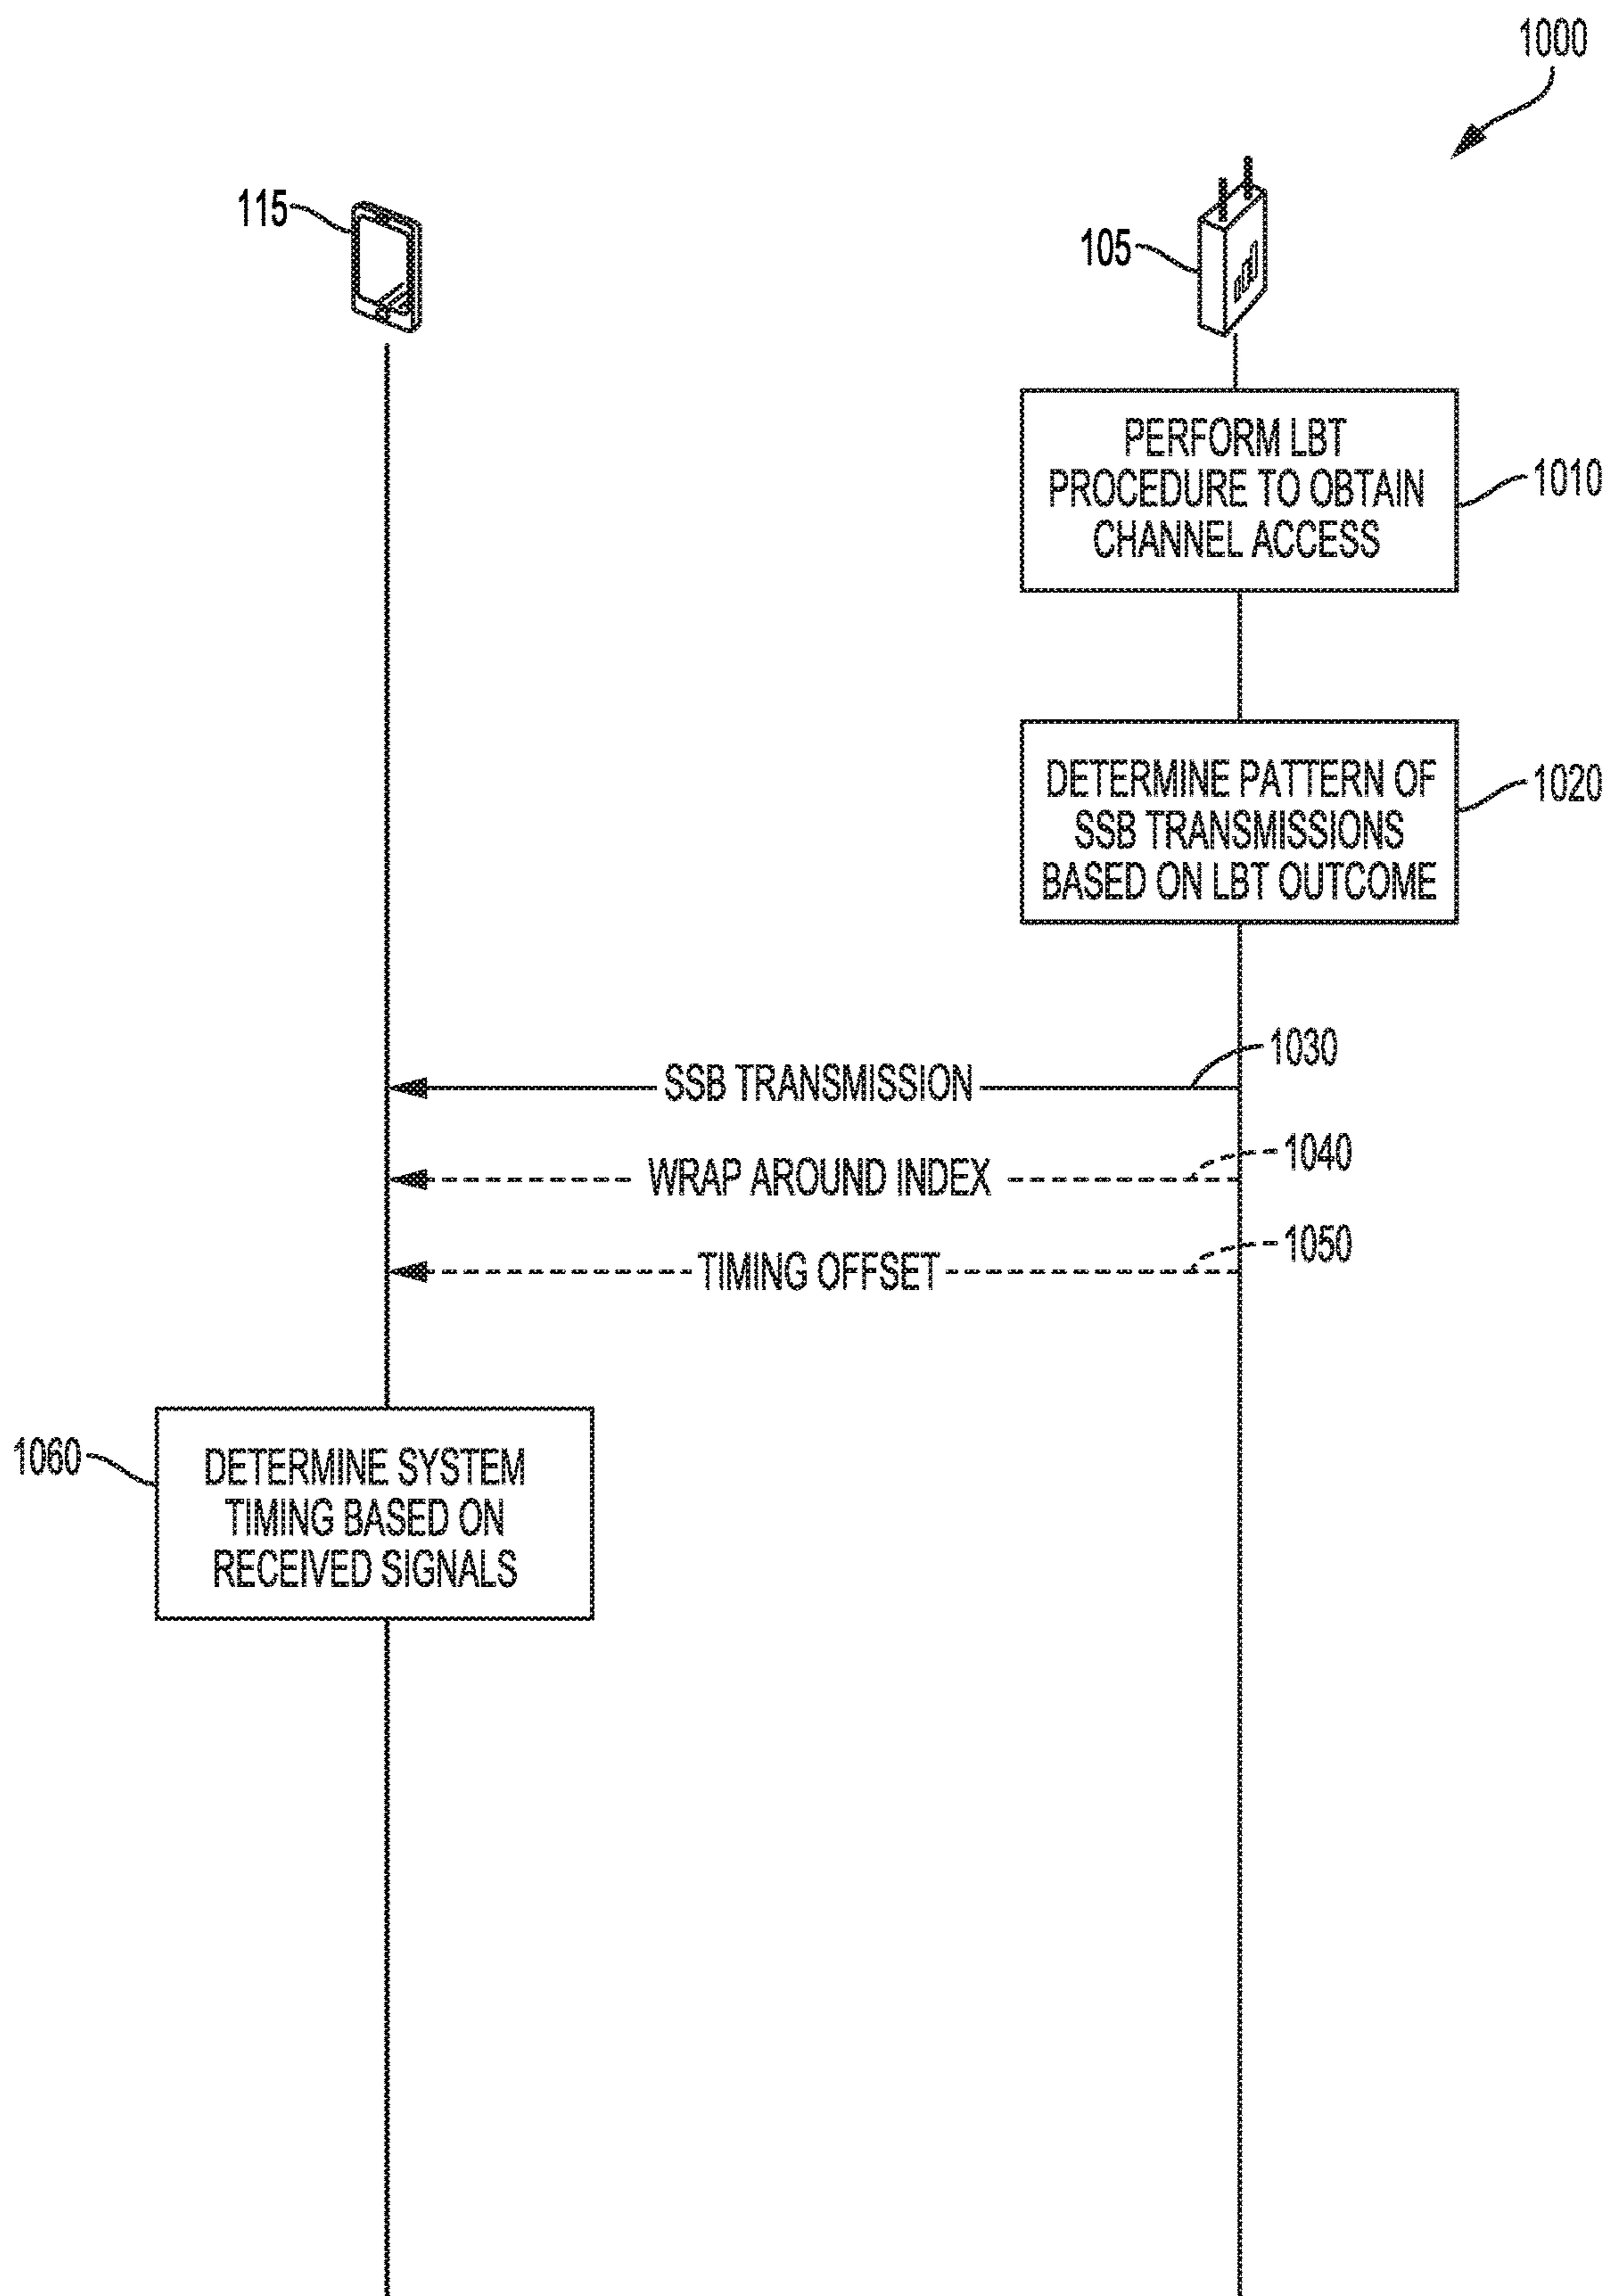 1000
115
105
PERFORM LBT
PROCEDURE TO OBTAIN
CHANNEL ACCESS
1010
DETERMINE PATTERN OF
SSB TRANSMISSIONS
BASED ON LBT OUTCOME
1020
1030
SSB TRANSMISSION
1040
WRAP AROUND INDEX
1050
TIMING OFFSET
1060
DETERMINE SYSTEM
TIMING BASED ON
RECEIVED SIGNALS